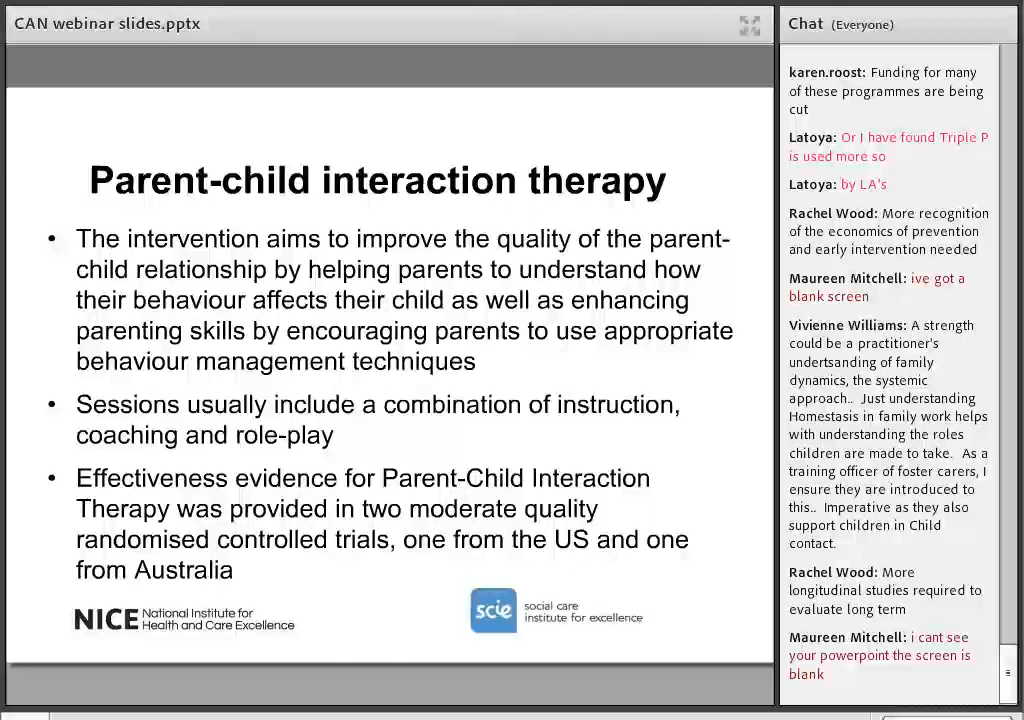 CAN webinar slides.pptx
Parent-child interaction therapy
• The intervention aims to improve the quality of the parent-
child relationship by helping parents to understand how
their behaviour affects their child as well as enhancing
parenting skills by encouraging parents to use appropriate
behaviour management techniques
• Sessions usually include a combination of instruction,
coaching and role-play
• Effectiveness evidence for Parent-Child Interaction
Therapy was provided in two moderate quality
randomised controlled trials, one from the US and one
from Australia
NICE National Institute for
Health and Care Excellence
scie social care
institute for excellence
Chat (Everyone)
karen.roost: Funding for many
of these programmes are being
cut
Latoya: Or I have found Triple P
is used more so
Latoya: by LA's
Rachel Wood: More recognition
of the economics of prevention
and early intervention needed
Maureen Mitchell: ive got a
blank screen
Vivienne Williams: A strength
could be a practitioner's
undertsanding of family
dynamics, the systemic
approach.. Just understanding
Homestasis in family work helps
with understanding the roles
children are made to take. As a
training officer of foster carers, I
ensure they are introduced to
this.. Imperative as they also
support children in Child
contact.
Rachel Wood: More
longitudinal studies required to
evaluate long term
Maureen Mitchell: i cant see
your powerpoint the screen is
blank